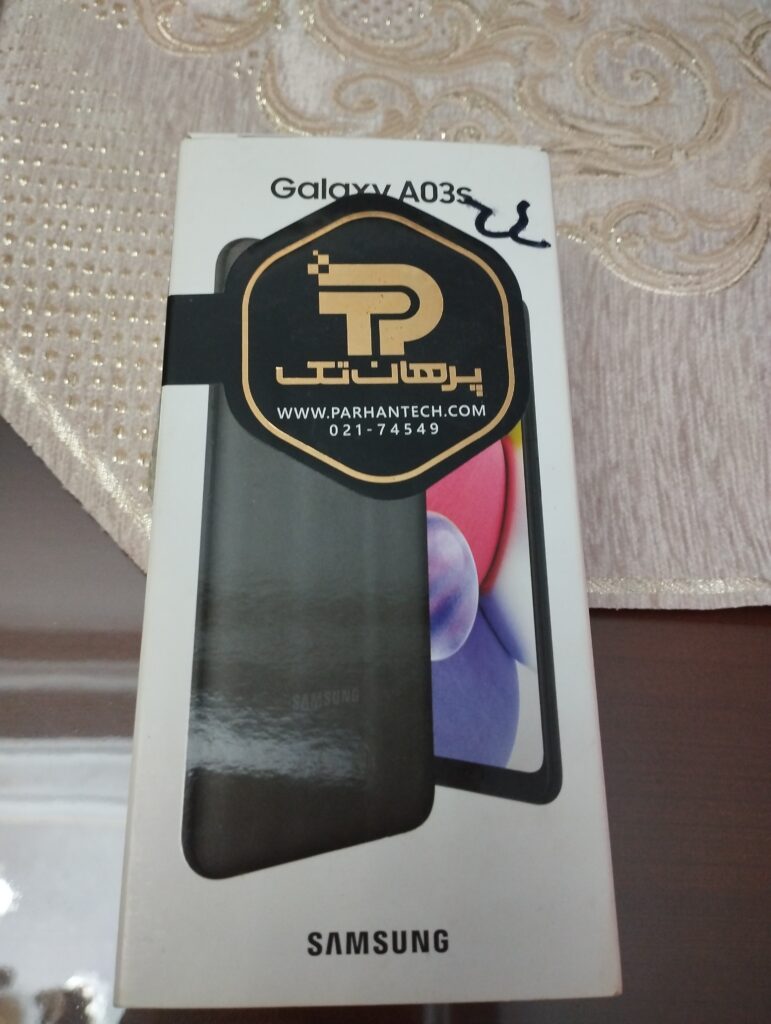 Galaxy A03s
پرهان تک
WWW.PARHANTECH.COM
021-74549
SAMSUNG
SAMSUNG